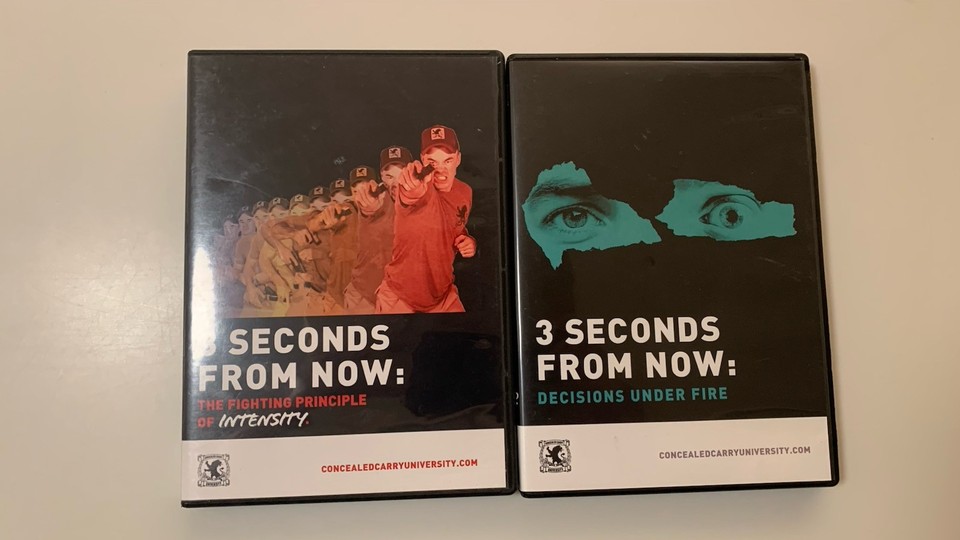 3 SECONDS
FROM NOW:
THE FIGHTING PRINCIPLE
OF INTENSITY.
CONCEALEDCARRYUNIVERSITY.COM
3 SECONDS
FROM NOW:
DECISIONS UNDER FIRE
CONCEALEDCARRYUNIVERSITY.COM